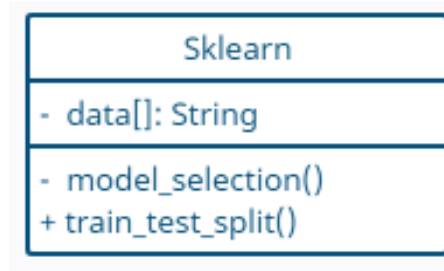 Sklearn
- data[]: String
- model_selection()
+ train_test_split()